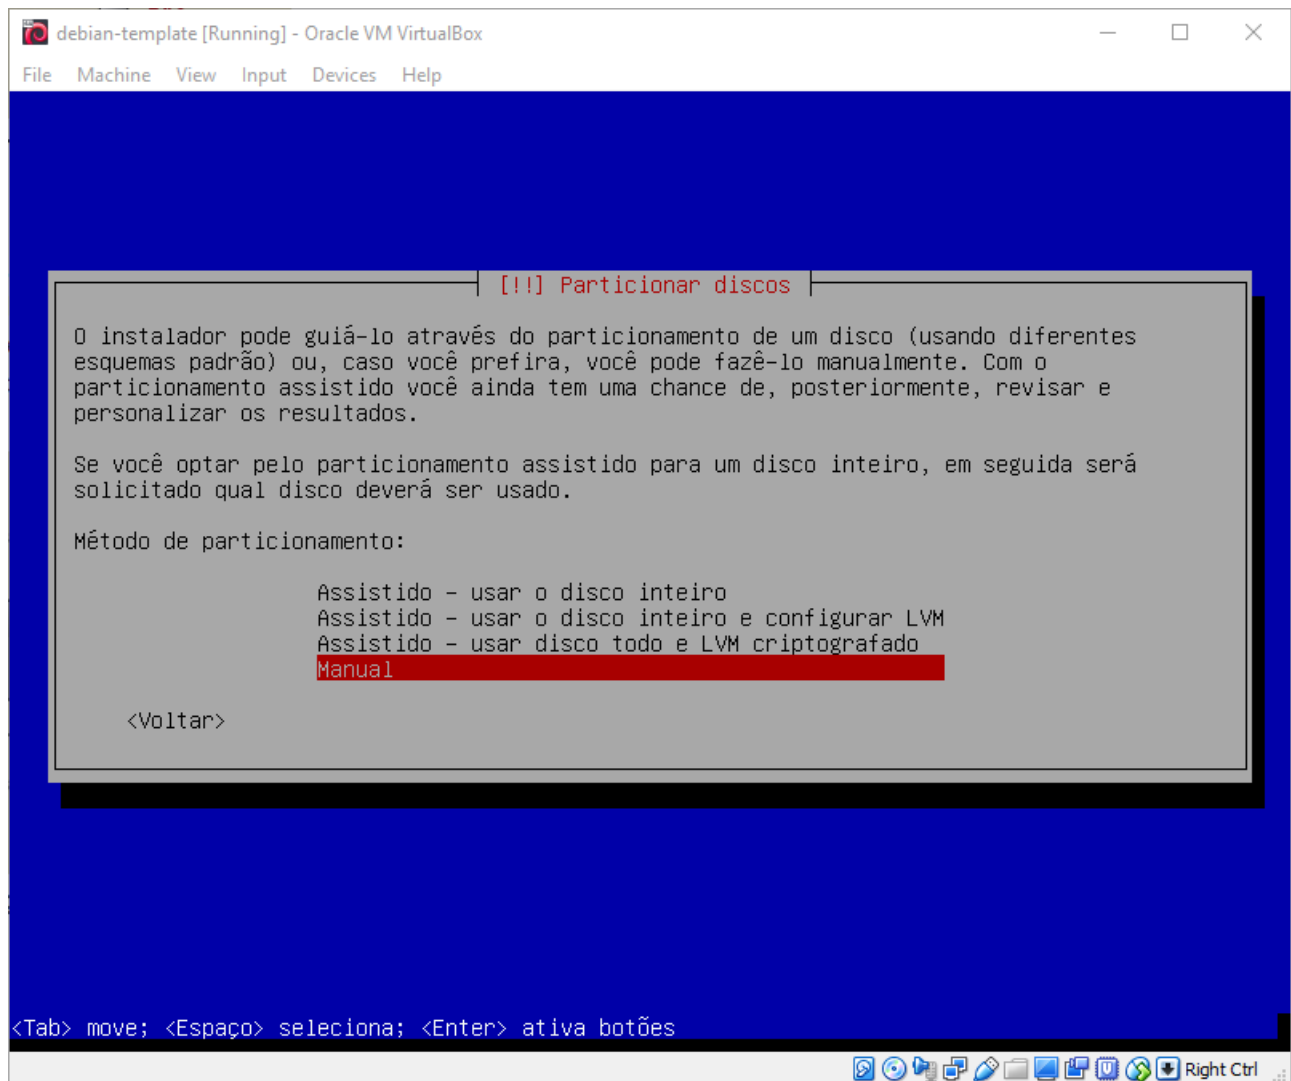 debian-template [Running] - Oracle VM VirtualBox
File Machine View Input Devices Help
[!!] Particionar discos
O instalador pode guiá-lo através do particionamento de um disco (usando diferentes
esquemas padrão) ou, caso você prefira, você pode fazê-lo manualmente. Com o
particionamento assistido você ainda tem uma chance de, posteriormente, revisar e
personalizar os resultados.
Se você optar pelo particionamento assistido para um disco inteiro, em seguida será
solicitado qual disco deverá ser usado.
Método de particionamento:
Assistido - usar o disco inteiro
Assistido - usar o disco inteiro e configurar LVM
Assistido - usar disco todo e LVM criptografado
Manual
<Voltar>
<Tab> move; <Espaço> seleciona; <Enter> ativa botões
Right Ctrl